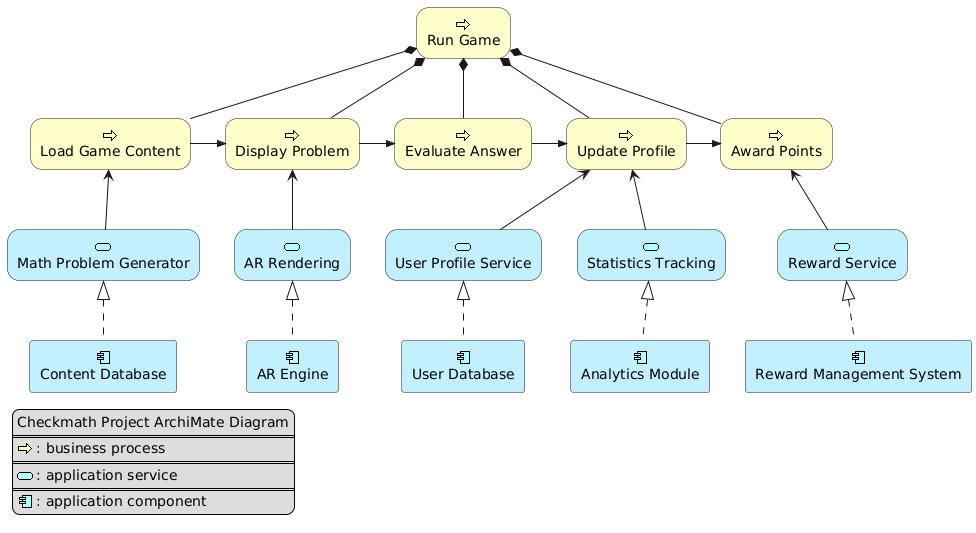 Run Game
Load Game Content
Display Problem
Evaluate Answer
Update Profile
Award Points
Math Problem Generator
AR Rendering
User Profile Service
Statistics Tracking
Reward Service
Content Database
AR Engine
User Database
Analytics Module
Reward Management System
Checkmath Project ArchiMate Diagram
: business process
: application service
: application component